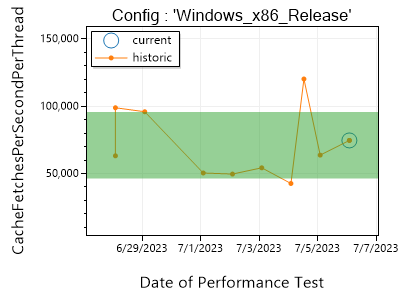 Config : 'Windows_x86_Release'
current
historic
CacheFetchesPerSecondPerThread
150,000
100,000
50,000
6/29/2023
7/1/2023
7/3/2023
7/5/2023
7/7/2023
Date of Performance Test